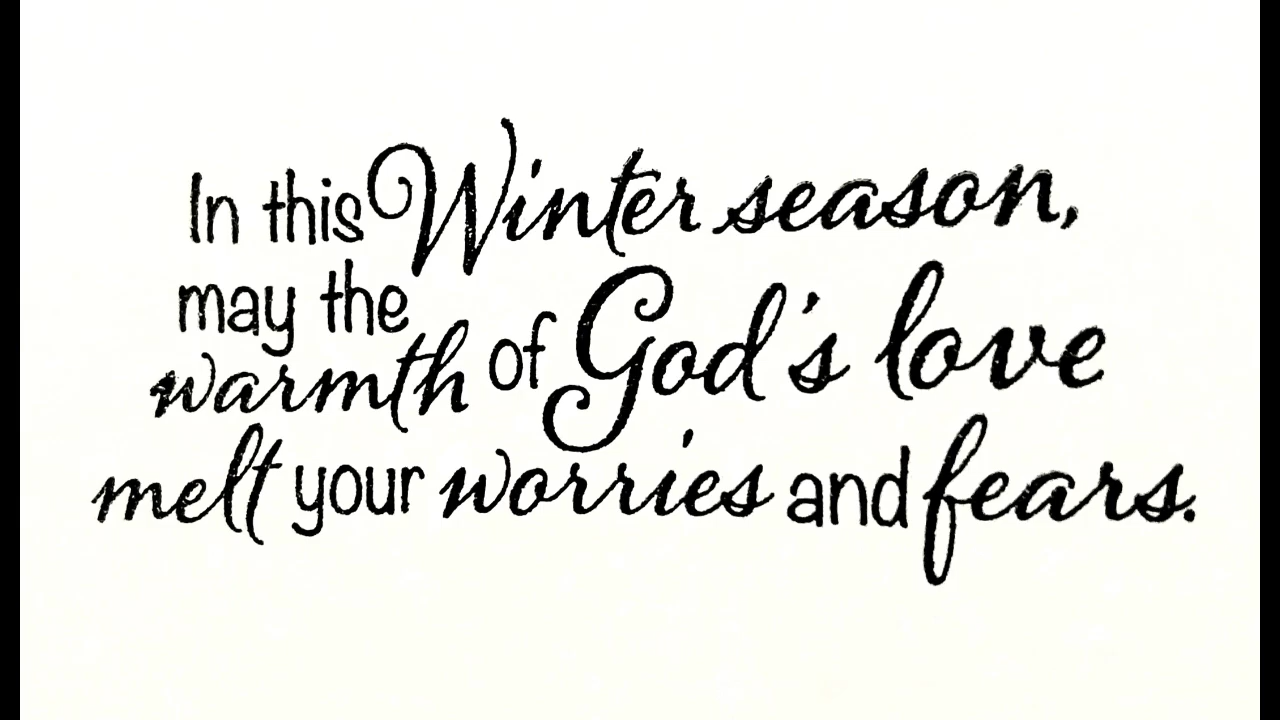 In this Winter season,
may the
warmth of God's love
melt your worries and fears.